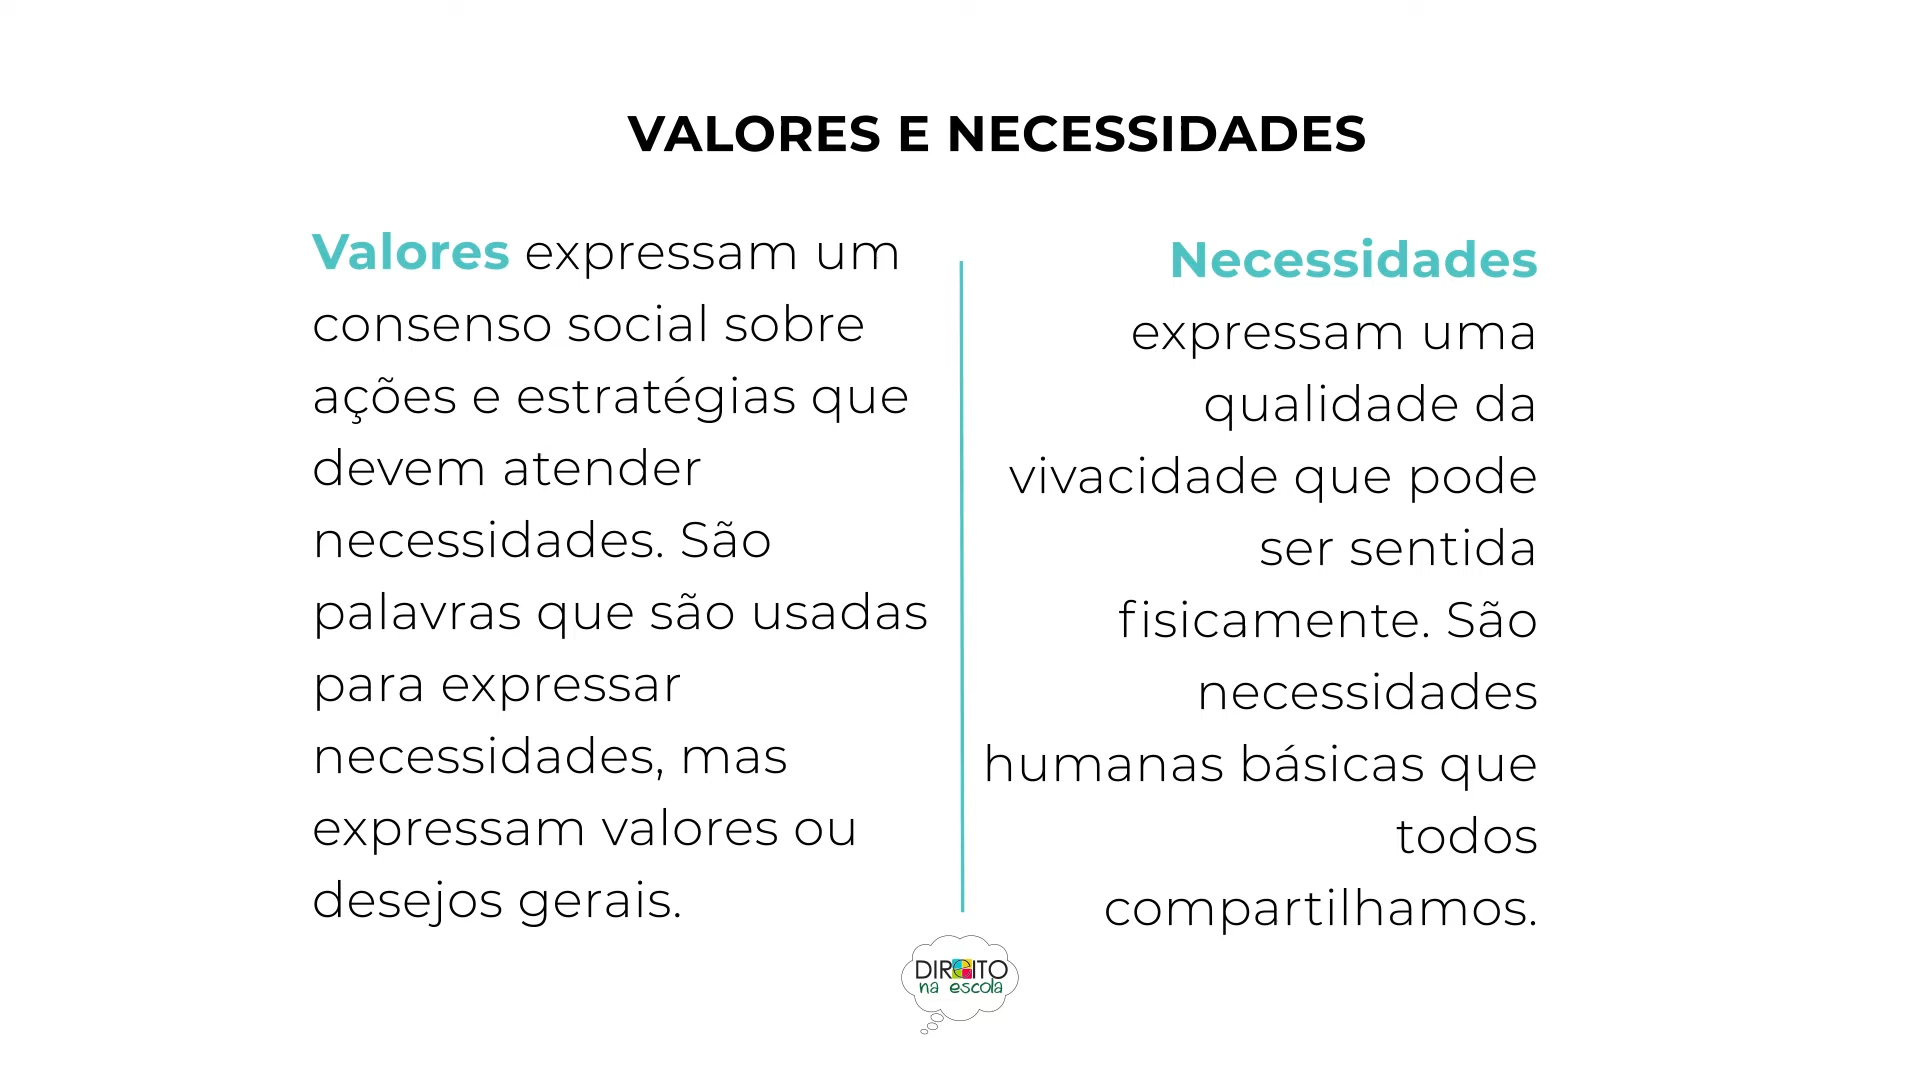 VALORES E NECESSIDADES
Valores expressam um
consenso social sobre
ações e estratégias que
devem atender
necessidades. São
palavras que são usadas
para expressar
necessidades, mas
expressam valores ou
desejos gerais.
Necessidades
expressam uma
qualidade da
vivacidade que pode
ser sentida
fisicamente. São
necessidades
humanas básicas que
todos
compartilhamos.
DIREITO
na escola